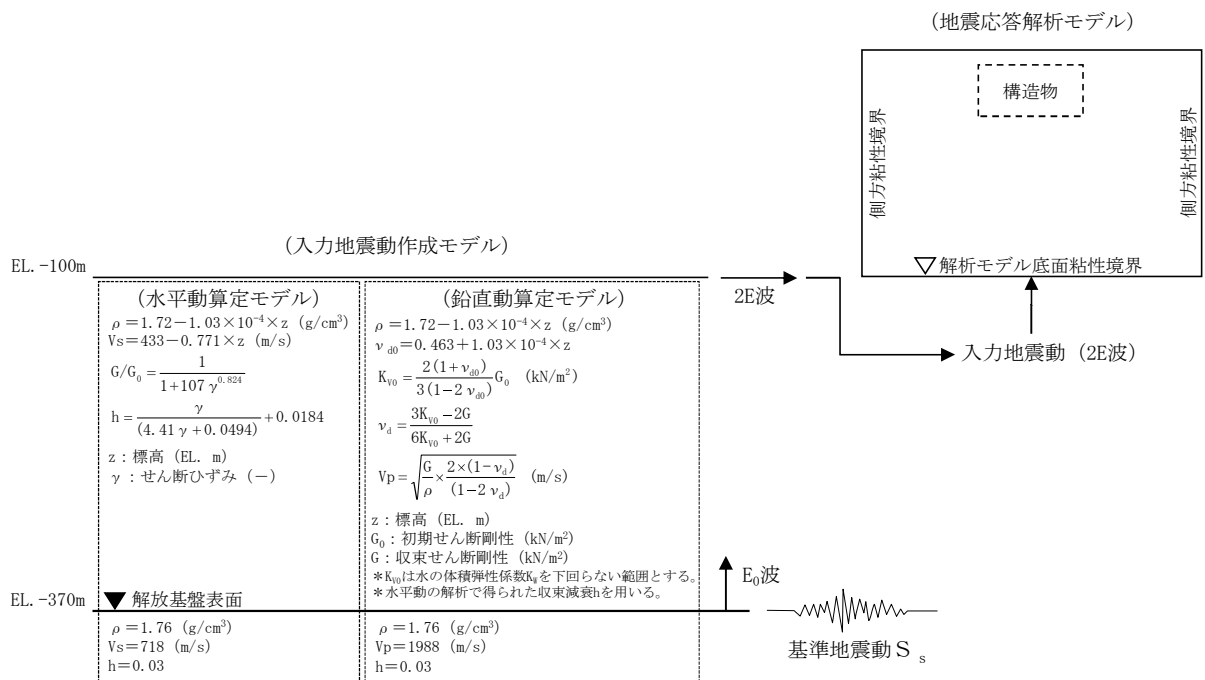 (地震応答解析モデル)
構造物
側方粘性境界
側方粘性境界
▽解析モデル底面粘性境界
(入力地震動作成モデル)
EL.-100m
2E波
入力地震動(2E波)
(水平動算定モデル)
ρ=1.72-1.03×10⁻⁴×z (g/cm³)
Vs=433-0.771×z (m/s)
G/G₀ = 1/(1+107 γ^0.824)
h = γ/(4.41 γ+0.0494) + 0.0184
z:標高(EL. m)
γ:せん断ひずみ(-)
(鉛直動算定モデル)
ρ=1.72-1.03×10⁻⁴×z (g/cm³)
ν_d0=0.463+1.03×10⁻⁴×z
K_V0 = 2(1+ν_d0)/3(1-2ν_d0) G₀ (kN/m²)
ν_d = (3K_V0-2G)/(6K_V0+2G)
Vp = √(G/ρ × 2×(1-ν_d)/(1-2ν_d)) (m/s)
z:標高(EL. m)
G₀:初期せん断剛性(kN/m²)
G:収束せん断剛性(kN/m²)
*K_V0は水の体積弾性係数K_Wを下回らない範囲とする。
*水平動の解析で得られた収束減衰hを用いる。
E₀波
EL.-370m
▼解放基盤表面
ρ=1.76 (g/cm³)
Vs=718 (m/s)
h=0.03
ρ=1.76 (g/cm³)
Vp=1988 (m/s)
h=0.03
基準地震動Sₛ